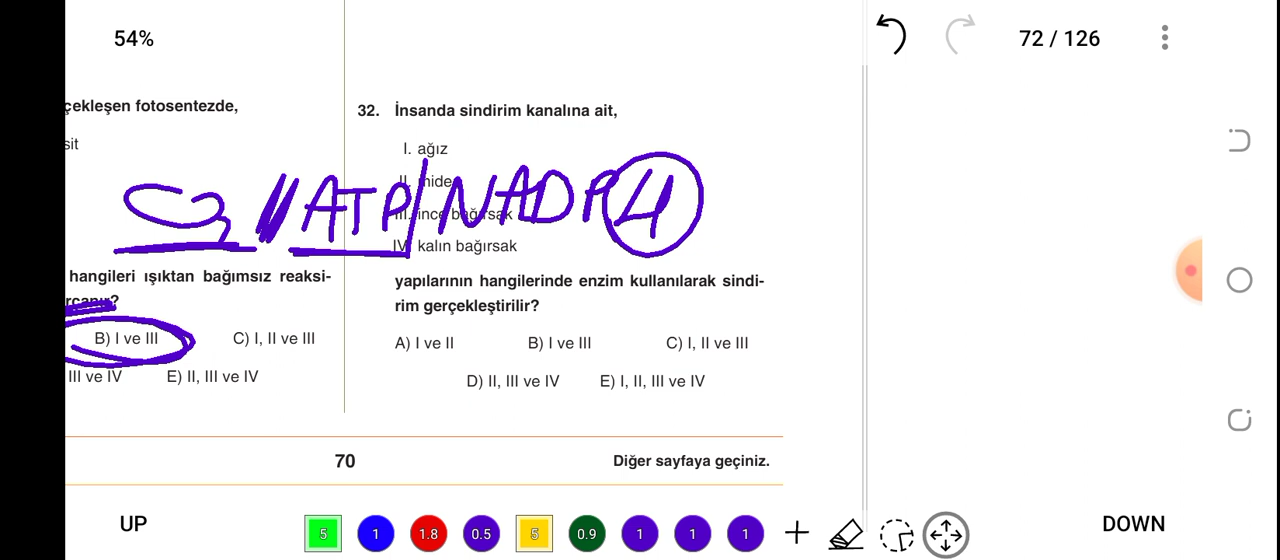 54%
72 / 126
çekleşen fotosentezde,
sit
hangileri ışıktan bağımsız reaksi-
rcanır?
B) I ve III
C) I, II ve III
III ve IV
E) II, III ve IV
32. İnsanda sindirim kanalına ait,
I. ağız
II. mide
III. ince bağırsak
IV. kalın bağırsak
ATP/NADP
yapılarının hangilerinde enzim kullanılarak sindi-
rim gerçekleştirilir?
A) I ve II
B) I ve III
C) I, II ve III
D) II, III ve IV
E) I, II, III ve IV
70
Diğer sayfaya geçiniz.
UP
5
1
1.8
0.5
5
0.9
1
1
1
DOWN